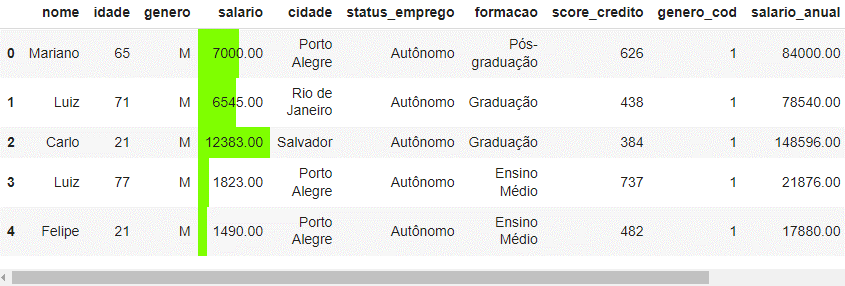 nome idade genero salario cidade status_emprego formacao score_credito genero_cod salario_anual
0 Mariano 65 M 7000.00 Porto Alegre Autônomo Pós-graduação 626 1 84000.00
1 Luiz 71 M 6545.00 Rio de Janeiro Autônomo Graduação 438 1 78540.00
2 Carlo 21 M 12383.00 Salvador Autônomo Graduação 384 1 148596.00
3 Luiz 77 M 1823.00 Porto Alegre Autônomo Ensino Médio 737 1 21876.00
4 Felipe 21 M 1490.00 Porto Alegre Autônomo Ensino Médio 482 1 17880.00